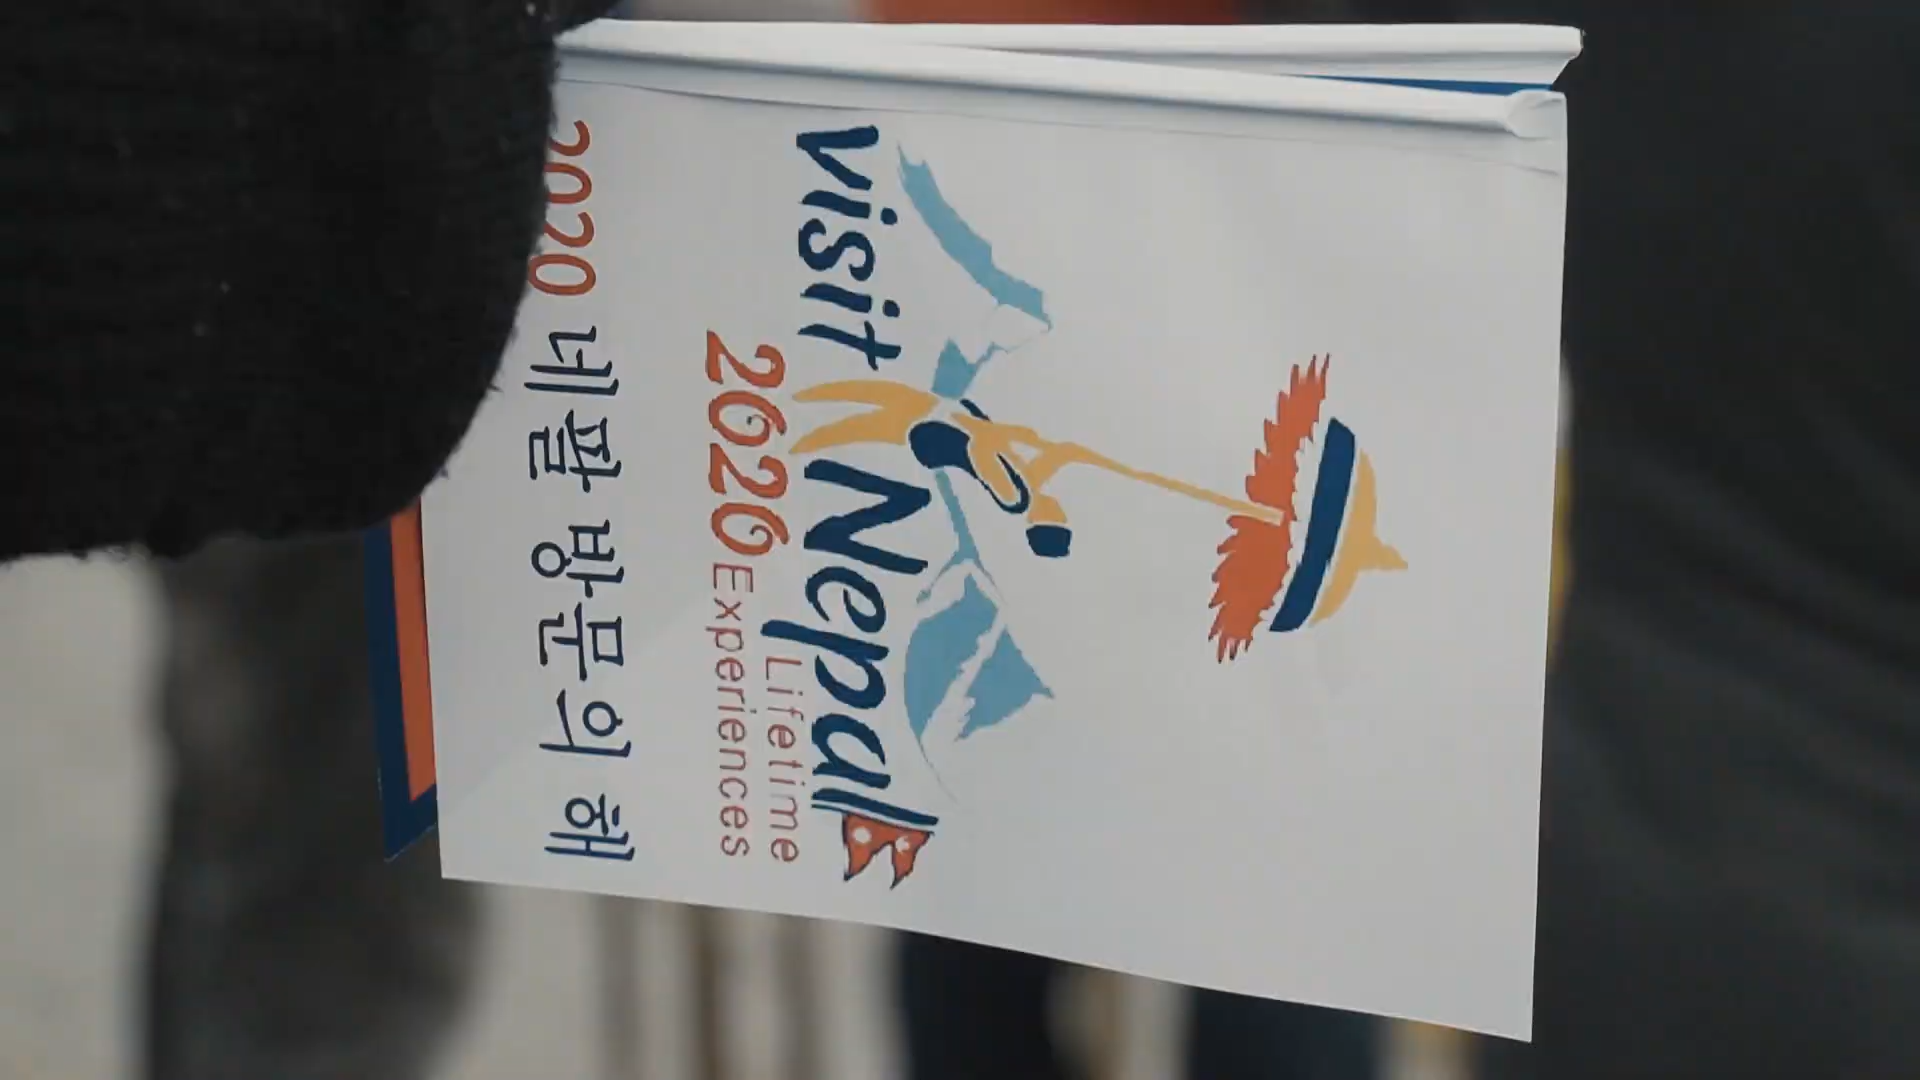 visit Nepal
Lifetime
2020 Experiences
2020 네팔 방문의 해